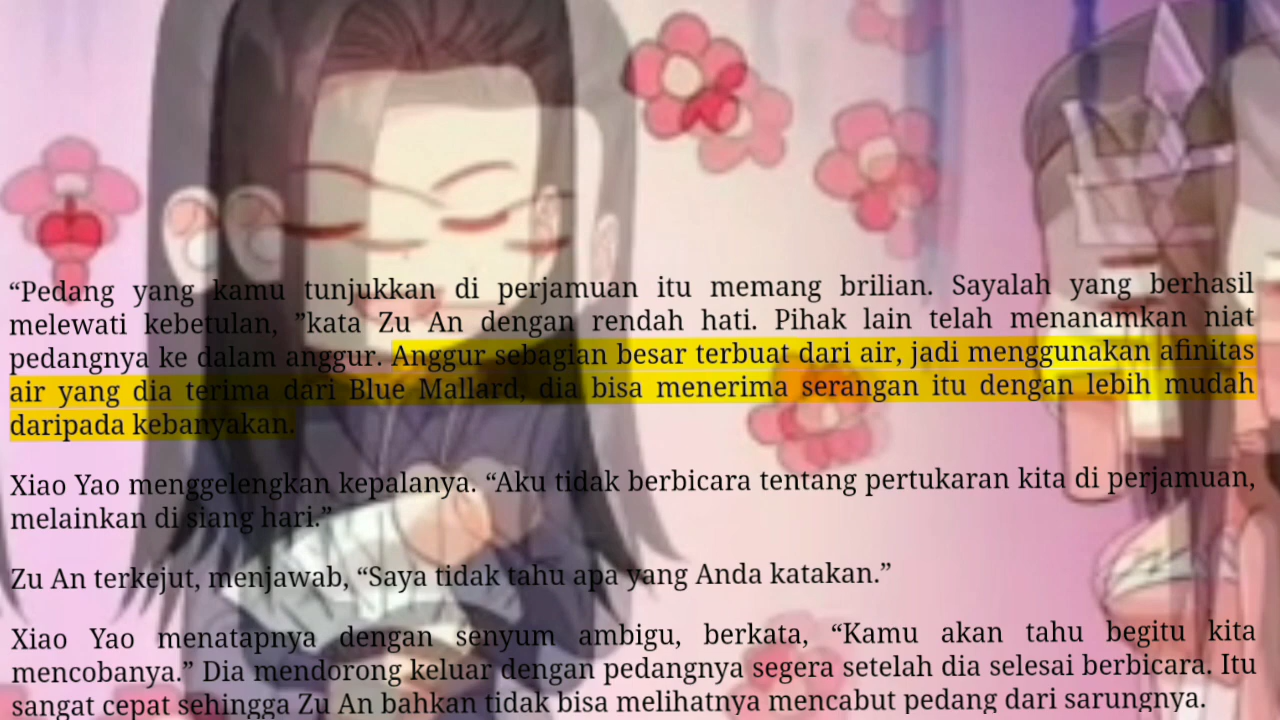 “Pedang yang kamu tunjukkan di perjamuan itu memang brilian. Sayalah yang berhasil
melewati kebetulan, ”kata Zu An dengan rendah hati. Pihak lain telah menanamkan niat
pedangnya ke dalam anggur. Anggur sebagian besar terbuat dari air, jadi menggunakan afinitas
air yang dia terima dari Blue Mallard, dia bisa menerima serangan itu dengan lebih mudah
daripada kebanyakan.
Xiao Yao menggelengkan kepalanya. “Aku tidak berbicara tentang pertukaran kita di perjamuan,
melainkan di siang hari.”
Zu An terkejut, menjawab, “Saya tidak tahu apa yang Anda katakan.”
Xiao Yao menatapnya dengan senyum ambigu, berkata, “Kamu akan tahu begitu kita
mencobanya.” Dia mendorong keluar dengan pedangnya segera setelah dia selesai berbicara. Itu
sangat cepat sehingga Zu An bahkan tidak bisa melihatnya mencabut pedang dari sarungnya.